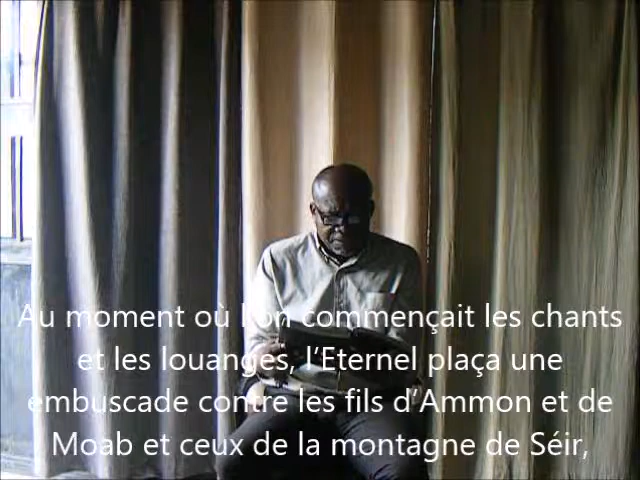 Au moment où l'on commençait les chants
et les louanges, l'Eternel plaça une
embuscade contre les fils d'Ammon et de
Moab et ceux de la montagne de Séir,